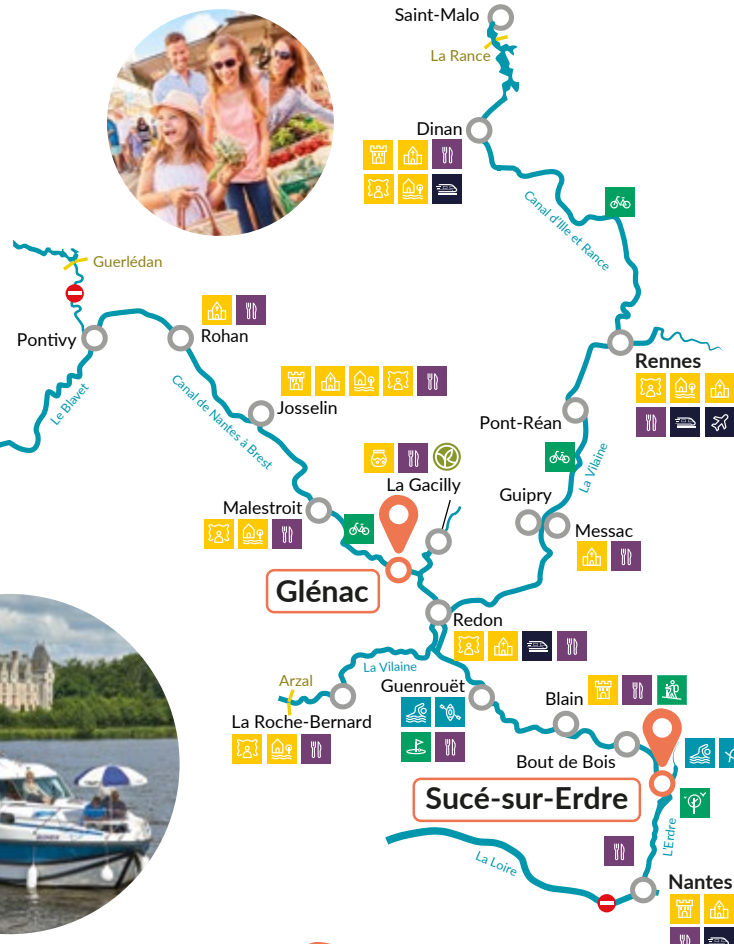 Saint-Malo
La Rance
Dinan
Canal d'Ille et Rance
Guerlédan
Pontivy
Rohan
Rennes
Le Blavet
Canal de Nantes à Brest
Josselin
Pont-Réan
La Vilaine
La Gacilly
Guipry
Malestroit
Messac
Glénac
Redon
La Vilaine
Arzal
Guenrouët
La Roche-Bernard
Blain
Bout de Bois
Sucé-sur-Erdre
L'Erdre
La Loire
Nantes